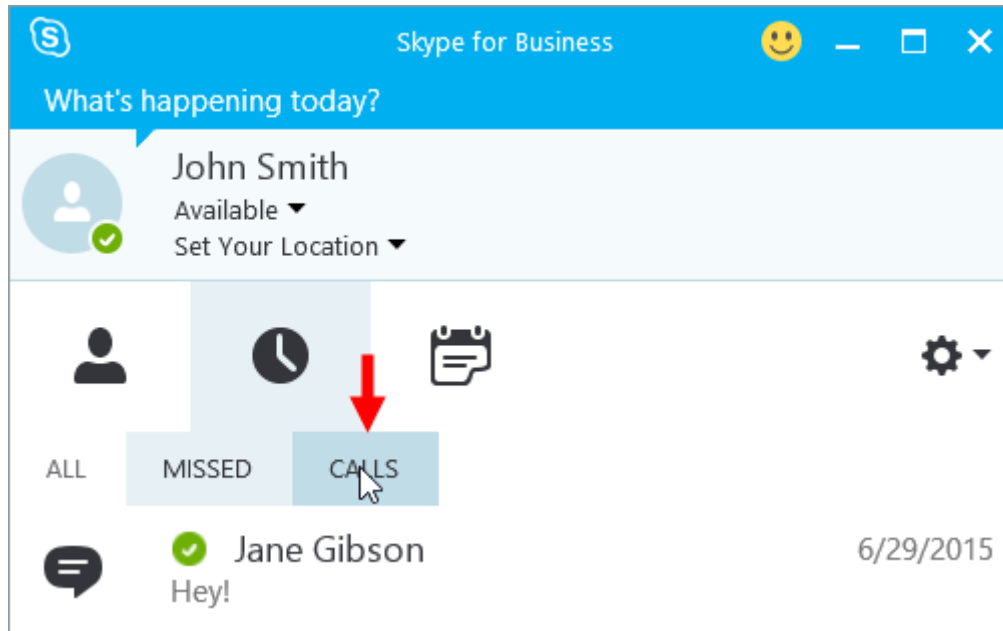 Skype for Business
What's happening today?
John Smith
Available
Set Your Location
ALL MISSED CALLS
Jane Gibson 6/29/2015
Hey!